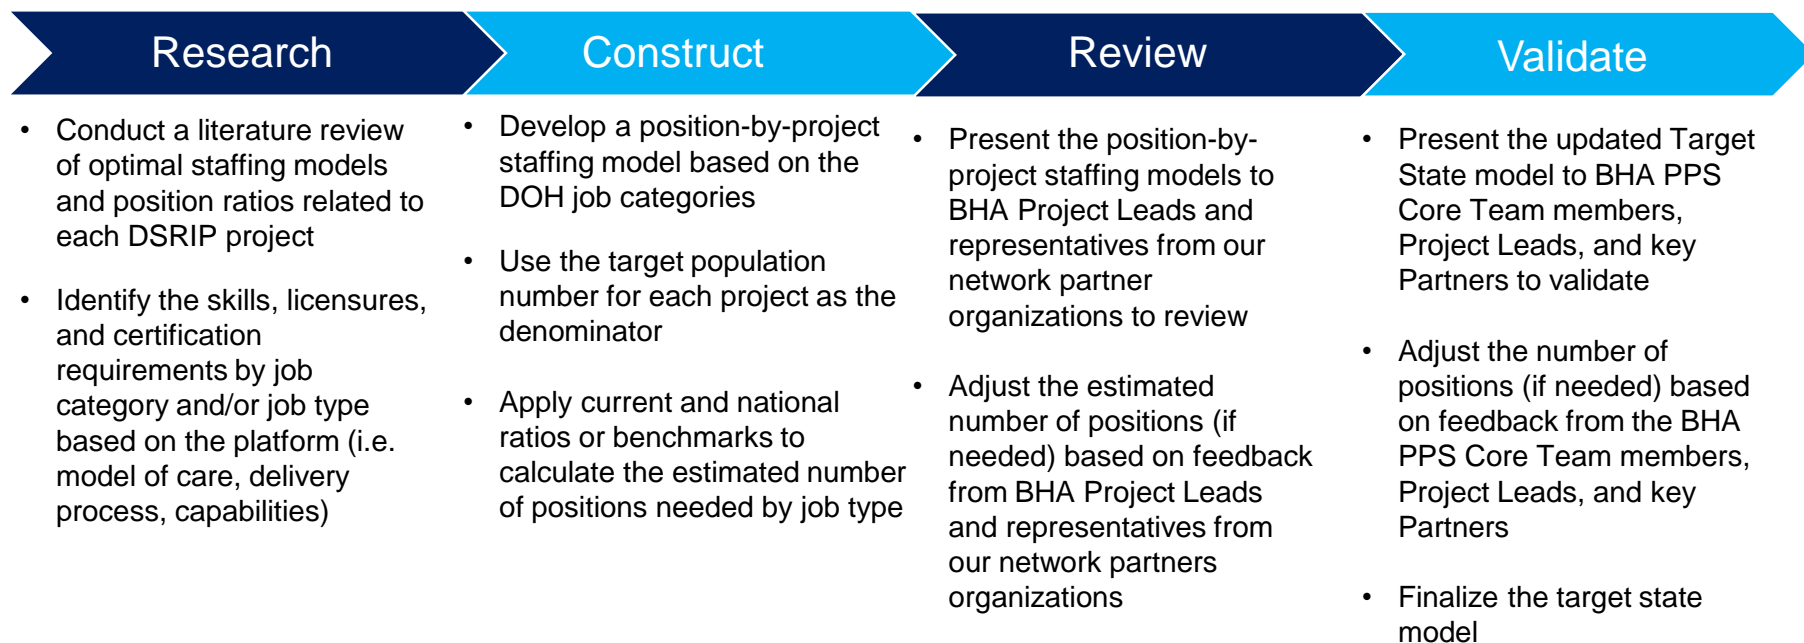 Research
• Conduct a literature review
of optimal staffing models
and position ratios related to
each DSRIP project
• Identify the skills, licensures,
and certification
requirements by job
category and/or job type
based on the platform (i.e.
model of care, delivery
process, capabilities)
Construct
• Develop a position-by-project
staffing model based on the
DOH job categories
• Use the target population
number for each project as the
denominator
• Apply current and national
ratios or benchmarks to
calculate the estimated number
of positions needed by job type
Review
• Present the position-by-
project staffing models to
BHA Project Leads and
representatives from our
network partner
organizations to review
• Adjust the estimated
number of positions (if
needed) based on feedback
from BHA Project Leads
and representatives from
our network partners
organizations
Validate
• Present the updated Target
State model to BHA PPS
Core Team members,
Project Leads, and key
Partners to validate
• Adjust the number of
positions (if needed) based
on feedback from the BHA
PPS Core Team members,
Project Leads, and key
Partners
• Finalize the target state
model